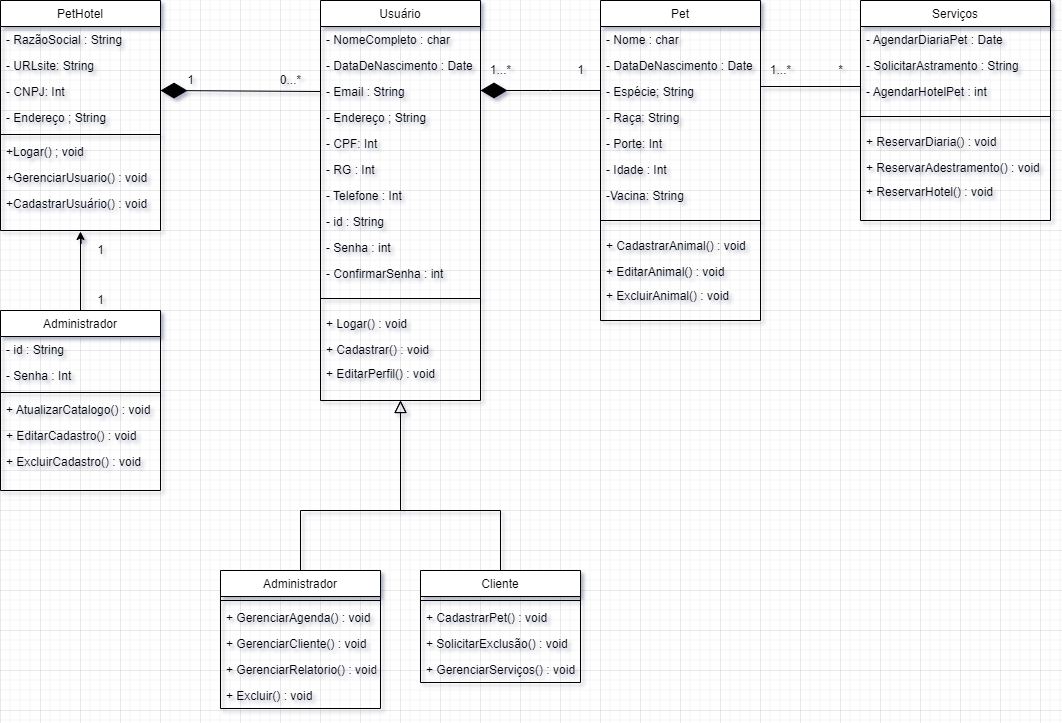 PetHotel
- RazãoSocial : String
- URLsite: String
- CNPJ: Int
- Endereço ; String
+Logar() ; void
+GerenciarUsuario() : void
+CadastrarUsuário() : void
1
0...*
Usuário
- NomeCompleto : char
- DataDeNascimento : Date
- Email : String
- Endereço ; String
- CPF: Int
- RG : Int
- Telefone : Int
- id : String
- Senha : int
- ConfirmarSenha : int
+ Logar() : void
+ Cadastrar() : void
+ EditarPerfil() : void
1...*
1
Pet
- Nome : char
- DataDeNascimento : Date
- Espécie; String
- Raça: String
- Porte: Int
- Idade : Int
-Vacina: String
+ CadastrarAnimal() : void
+ EditarAnimal() : void
+ ExcluirAnimal() : void
1...*
*
Serviços
- AgendarDiariaPet : Date
- SolicitarAstramento : String
- AgendarHotelPet : int
+ ReservarDiaria() : void
+ ReservarAdestramento() : void
+ ReservarHotel() : void
1
1
Administrador
- id : String
- Senha : Int
+ AtualizarCatalogo() : void
+ EditarCadastro() : void
+ ExcluirCadastro() : void
Administrador
+ GerenciarAgenda() : void
+ GerenciarCliente() : void
+ GerenciarRelatorio() : void
+ Excluir() : void
Cliente
+ CadastrarPet() : void
+ SolicitarExclusão() : void
+ GerenciarServiços() : void